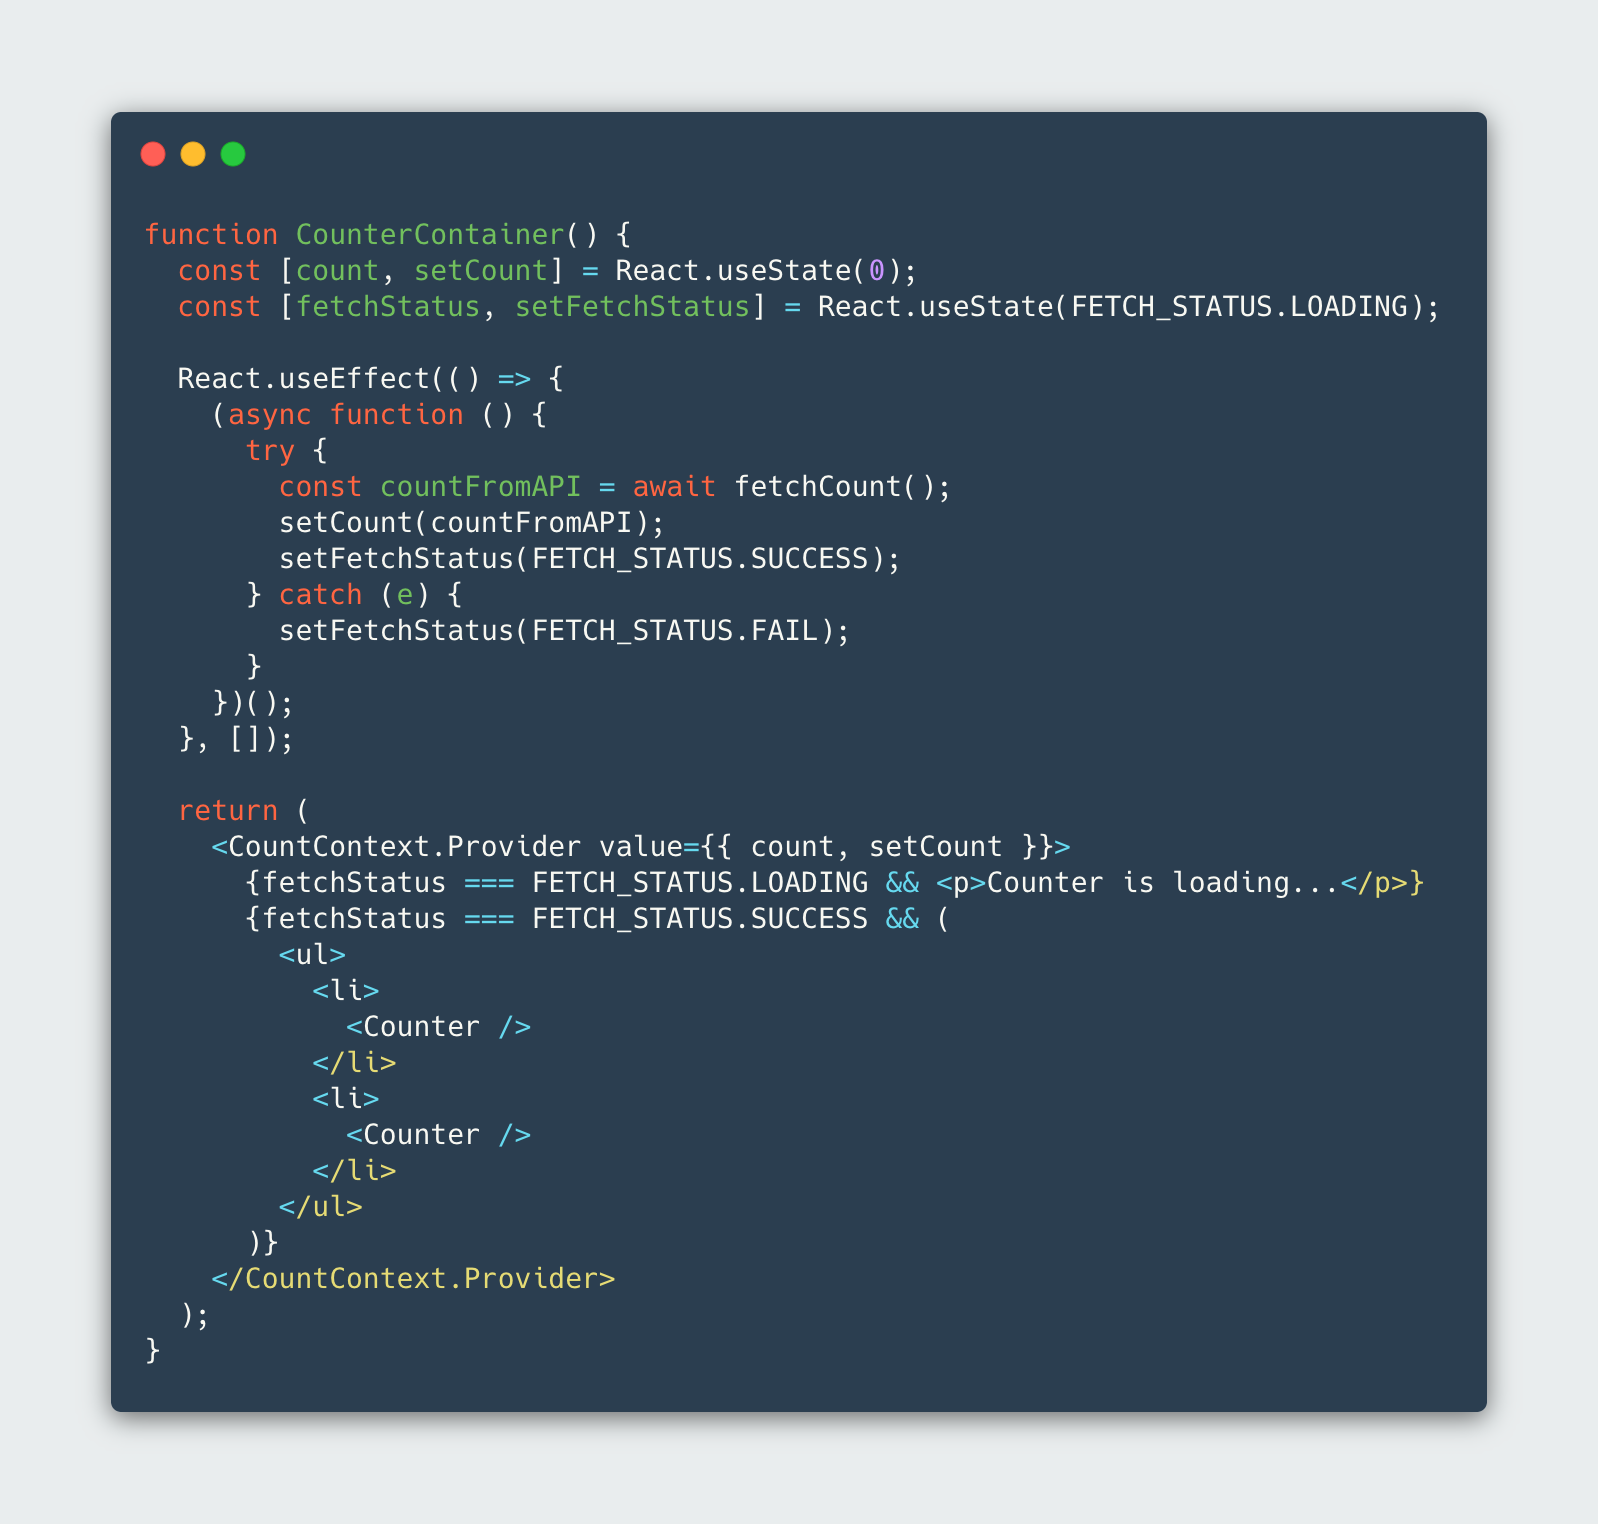 function CounterContainer() {
  const [count, setCount] = React.useState(0);
  const [fetchStatus, setFetchStatus] = React.useState(FETCH_STATUS.LOADING);

  React.useEffect(() => {
    (async function () {
      try {
        const countFromAPI = await fetchCount();
        setCount(countFromAPI);
        setFetchStatus(FETCH_STATUS.SUCCESS);
      } catch (e) {
        setFetchStatus(FETCH_STATUS.FAIL);
      }
    })();
  }, []);

  return (
    <CountContext.Provider value={{ count, setCount }}>
      {fetchStatus === FETCH_STATUS.LOADING && <p>Counter is loading...</p>}
      {fetchStatus === FETCH_STATUS.SUCCESS && (
        <ul>
          <li>
            <Counter />
          </li>
          <li>
            <Counter />
          </li>
        </ul>
      )}
    </CountContext.Provider>
  );
}